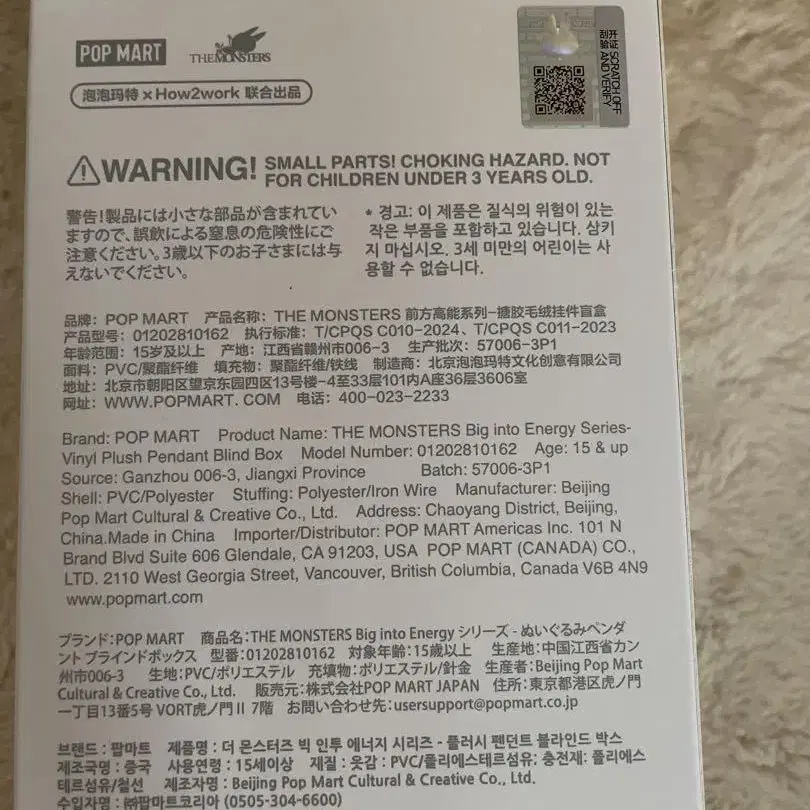 POP MART THE MONSTERS
泡泡玛特 × How2work 联合出品
刮开验证 SCRATCH OFF AND VERIFY
WARNING! SMALL PARTS! CHOKING HAZARD. NOT
FOR CHILDREN UNDER 3 YEARS OLD.
警告!製品には小さな部品が含まれてい
ますので、誤飲による窒息の危険性にご
注意ください。3歳以下のお子さまには与
えないでください。
* 경고: 이 제품은 질식의 위험이 있는
작은 부품을 포함하고 있습니다. 삼키
지 마십시오. 3세 미만의 어린이는 사
용할 수 없습니다.
品牌: POP MART 产品名称: THE MONSTERS 前方高能系列-搪胶毛绒挂件盲盒
产品型号: 01202810162 执行标准: T/CPQS C010-2024、T/CPQS C011-2023
年龄范围: 15岁及以上 产地: 江西省赣州市006-3 生产批次: 57006-3P1
面料: PVC/聚酯纤维 填充物: 聚酯纤维/铁线 制造商: 北京泡泡玛特文化创意有限公司
地址: 北京市朝阳区望京东园四区13号楼-4至33层101内A座36层3606室
网址: WWW.POPMART. COM 电话: 400-023-2233
Brand: POP MART Product Name: THE MONSTERS Big into Energy Series-
Vinyl Plush Pendant Blind Box Model Number: 01202810162 Age: 15 & up
Source: Ganzhou 006-3, Jiangxi Province Batch: 57006-3P1
Shell: PVC/Polyester Stuffing: Polyester/Iron Wire Manufacturer: Beijing
Pop Mart Cultural & Creative Co., Ltd. Address: Chaoyang District, Beijing,
China.Made in China Importer/Distributor: POP MART Americas Inc. 101 N
Brand Blvd Suite 606 Glendale, CA 91203, USA POP MART (CANADA) CO.,
LTD. 2110 West Georgia Street, Vancouver, British Columbia, Canada V6B 4N9
www.popmart.com
ブランド:POP MART 商品名:THE MONSTERS Big into Energy シリーズ - ぬいぐるみペンダ
ント ブラインドボックス 型番:01202810162 対象年齢:15歳以上 生産地:中国江西省カン
州市006-3 生地:PVC/ポリエステル 充填物:ポリエステル/針金 生産者:Beijing Pop Mart
Cultural & Creative Co., Ltd. 販売元:株式会社POP MART JAPAN 住所:東京都港区虎ノ門
一丁目13番5号 VORT虎ノ門Ⅱ 7階 お問い合わせ先:usersupport@popmart.co.jp
브랜드 : 팝마트 제품명 : 더 몬스터즈 빅 인투 에너지 시리즈 - 플러시 펜던트 블라인드 박스
제조국명 : 중국 사용연령 : 15세이상 재질 : 옷감 : PVC/폴리에스테르섬유: 충전재: 폴리에스
테르섬유/철선 제조자명 : Beijing Pop Mart Cultural & Creative Co., Ltd.
수입자명 : ㈜팝마트코리아 (0505-304-6600)